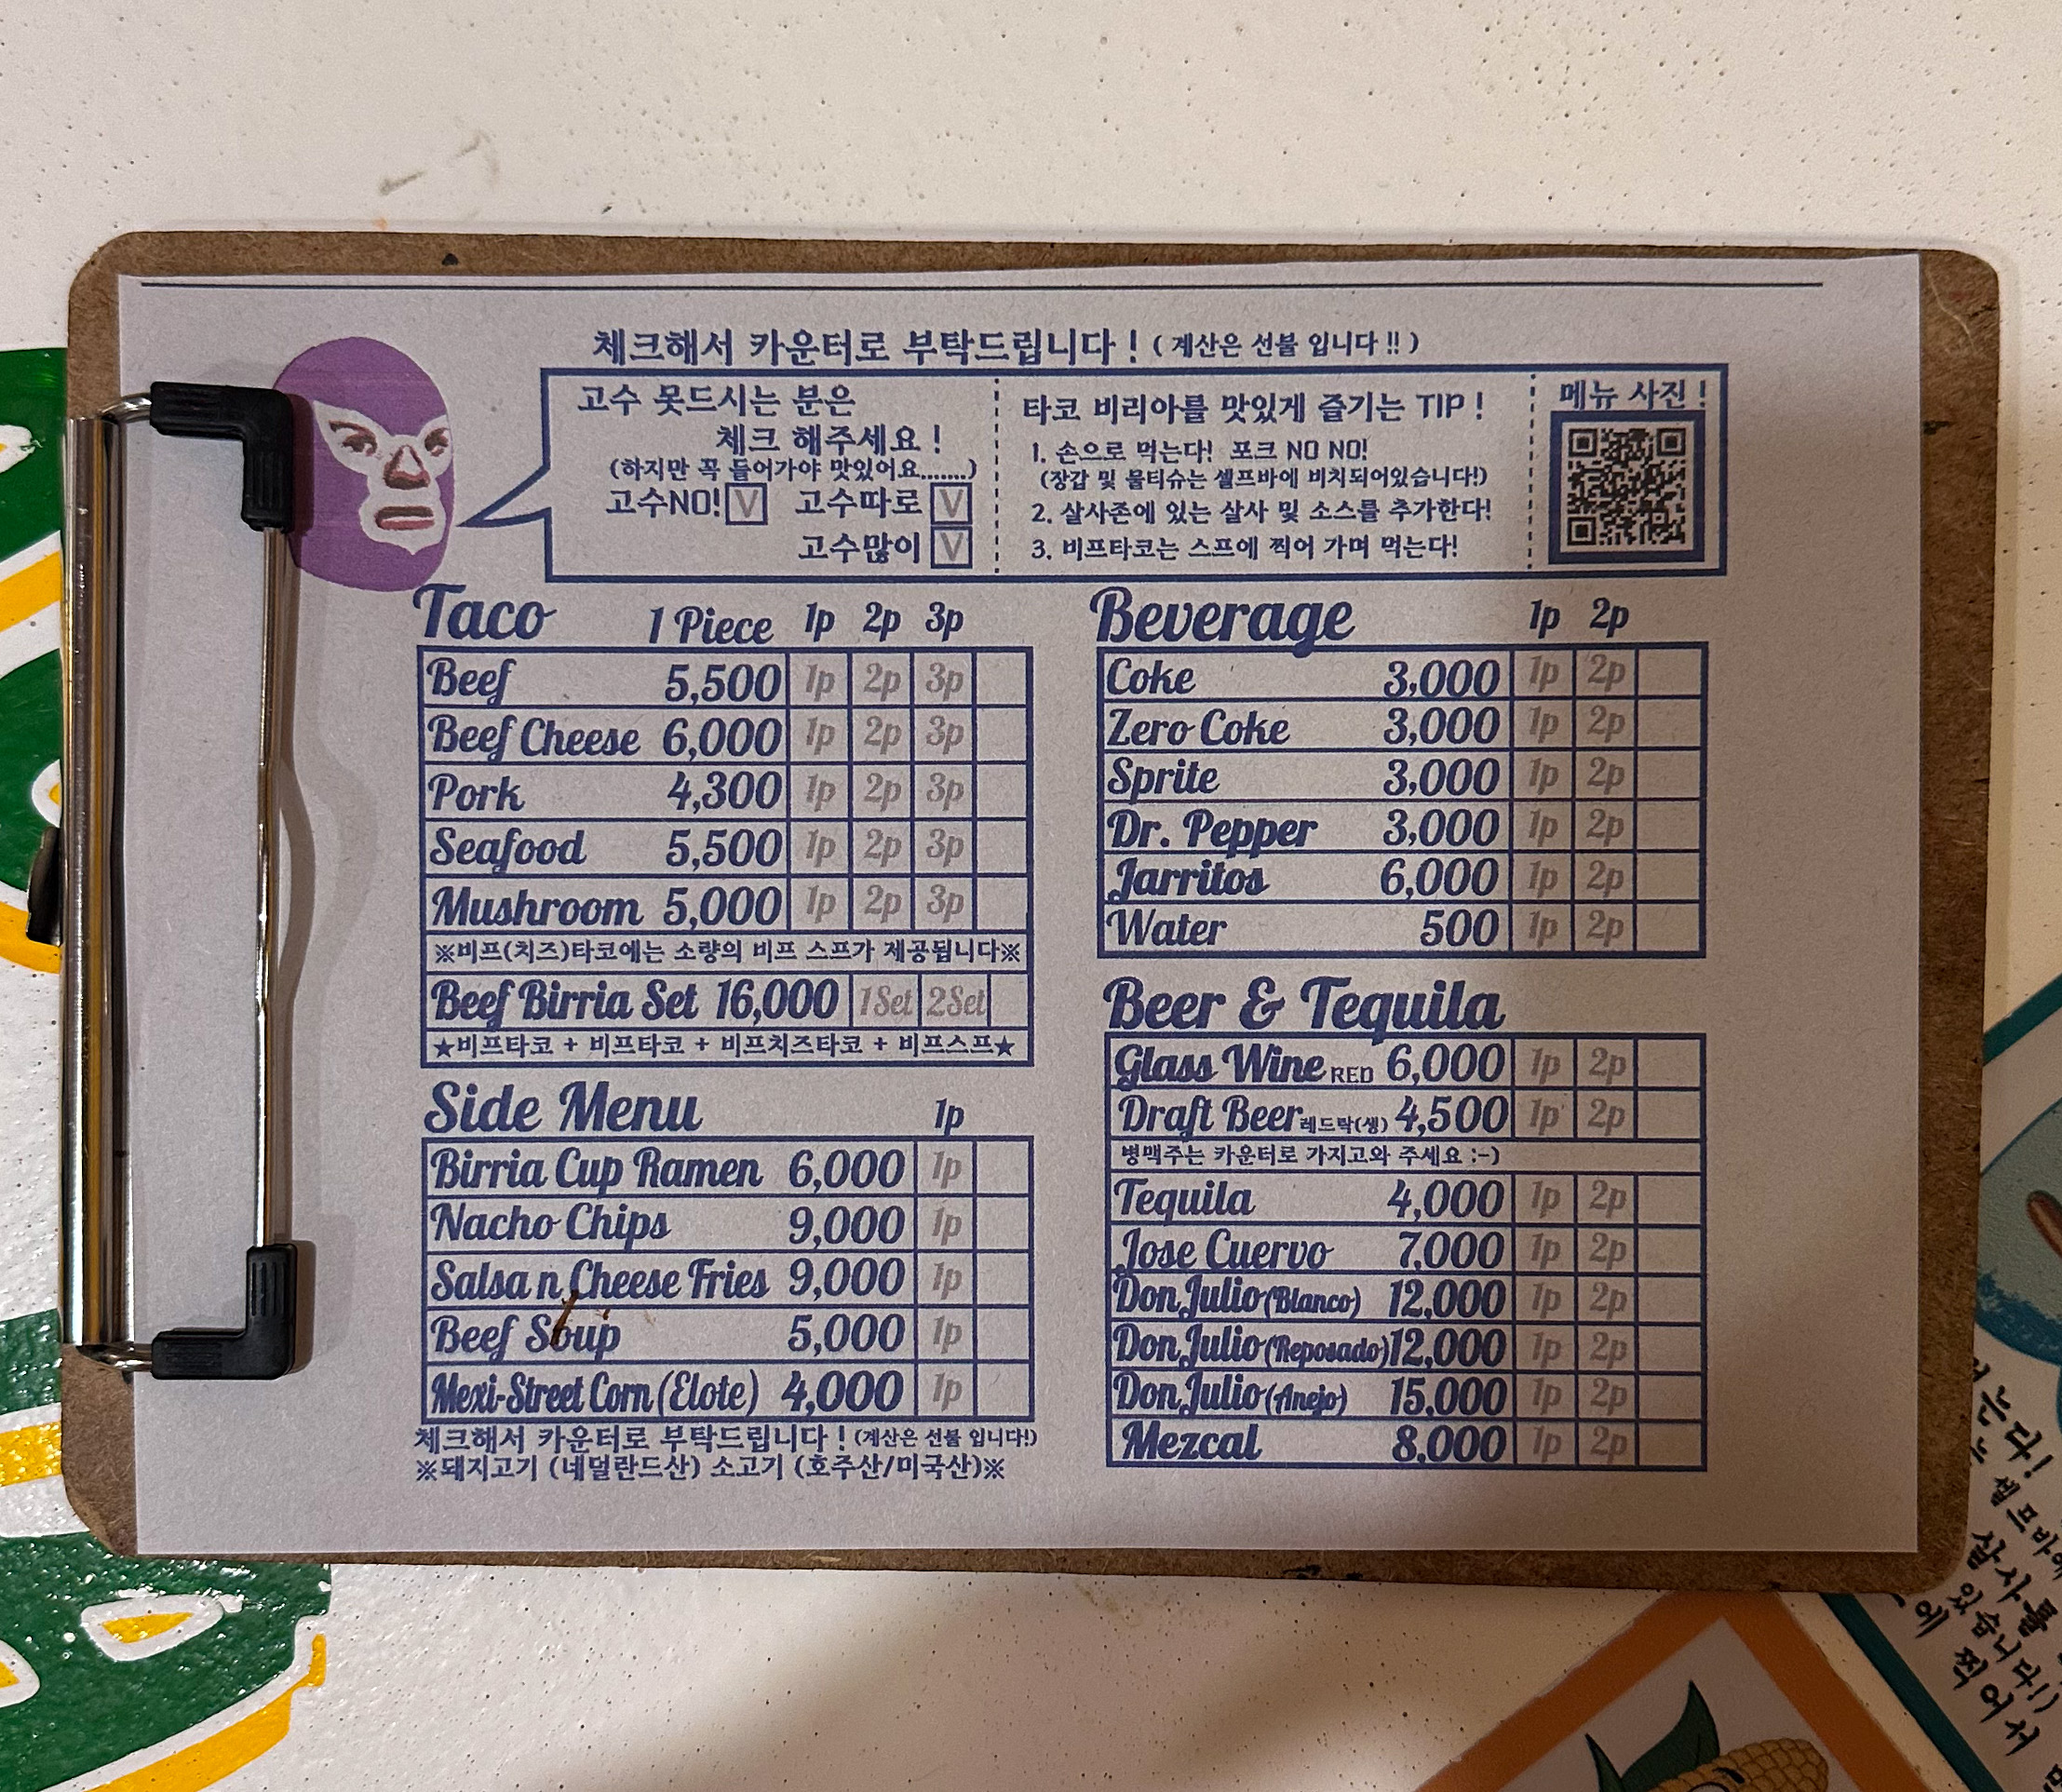 체크해서 카운터로 부탁드립니다 ! ( 계산은 선불 입니다 !! )
고수 못드시는 분은
체크 해주세요 !
(하지만 꼭 들어가야 맛있어요.......)
고수NO! V 고수따로 V
고수많이 V
타코 비리아를 맛있게 즐기는 TIP !
1. 손으로 먹는다! 포크 NO NO!
(장갑 및 물티슈는 셀프바에 비치되어있습니다!)
2. 살사존에 있는 살사 및 소스를 추가한다!
3. 비프타코는 스프에 찍어 가며 먹는다!
메뉴 사진 !
Taco 1 Piece 1p 2p 3p
Beef 5,500 1p 2p 3p
Beef Cheese 6,000 1p 2p 3p
Pork 4,300 1p 2p 3p
Seafood 5,500 1p 2p 3p
Mushroom 5,000 1p 2p 3p
※비프(치즈)타코에는 소량의 비프 스프가 제공됩니다※
Beef Birria Set 16,000 1Set 2Set
★비프타코 + 비프타코 + 비프치즈타코 + 비프스프★
Side Menu 1p
Birria Cup Ramen 6,000 1p
Nacho Chips 9,000 1p
Salsa n Cheese Fries 9,000 1p
Beef Soup 5,000 1p
Mexi-Street Corn (Elote) 4,000 1p
체크해서 카운터로 부탁드립니다 ! (계산은 선불 입니다!)
※돼지고기 (네덜란드산) 소고기 (호주산/미국산)※
Beverage 1p 2p
Coke 3,000 1p 2p
Zero Coke 3,000 1p 2p
Sprite 3,000 1p 2p
Dr. Pepper 3,000 1p 2p
Jarritos 6,000 1p 2p
Water 500 1p 2p
Beer & Tequila
Glass Wine RED 6,000 1p 2p
Draft Beer 레드락(생) 4,500 1p 2p
병맥주는 카운터로 가지고와 주세요 :-)
Tequila 4,000 1p 2p
Jose Cuervo 7,000 1p 2p
Don Julio (Blanco) 12,000 1p 2p
Don Julio (Reposado) 12,000 1p 2p
Don Julio (Anejo) 15,000 1p 2p
Mezcal 8,000 1p 2p
는다!
셀프바에
있습니다!)
살사를
찍어서